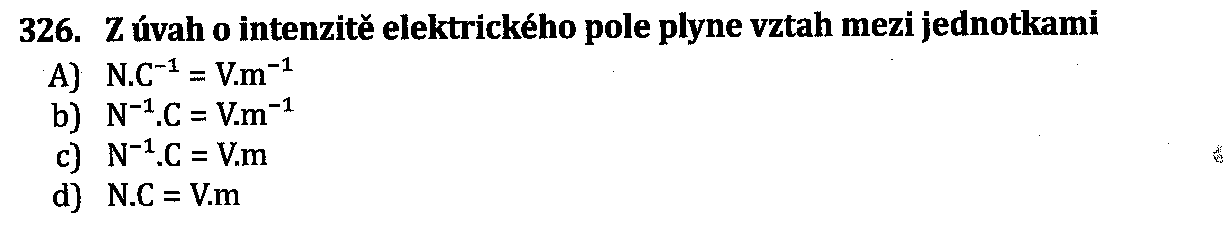 326. Z úvah o intenzitě elektrického pole plyne vztah mezi jednotkami
A) N.C⁻¹ = V.m⁻¹
b) N⁻¹.C = V.m⁻¹
c) N⁻¹.C = V.m
d) N.C = V.m